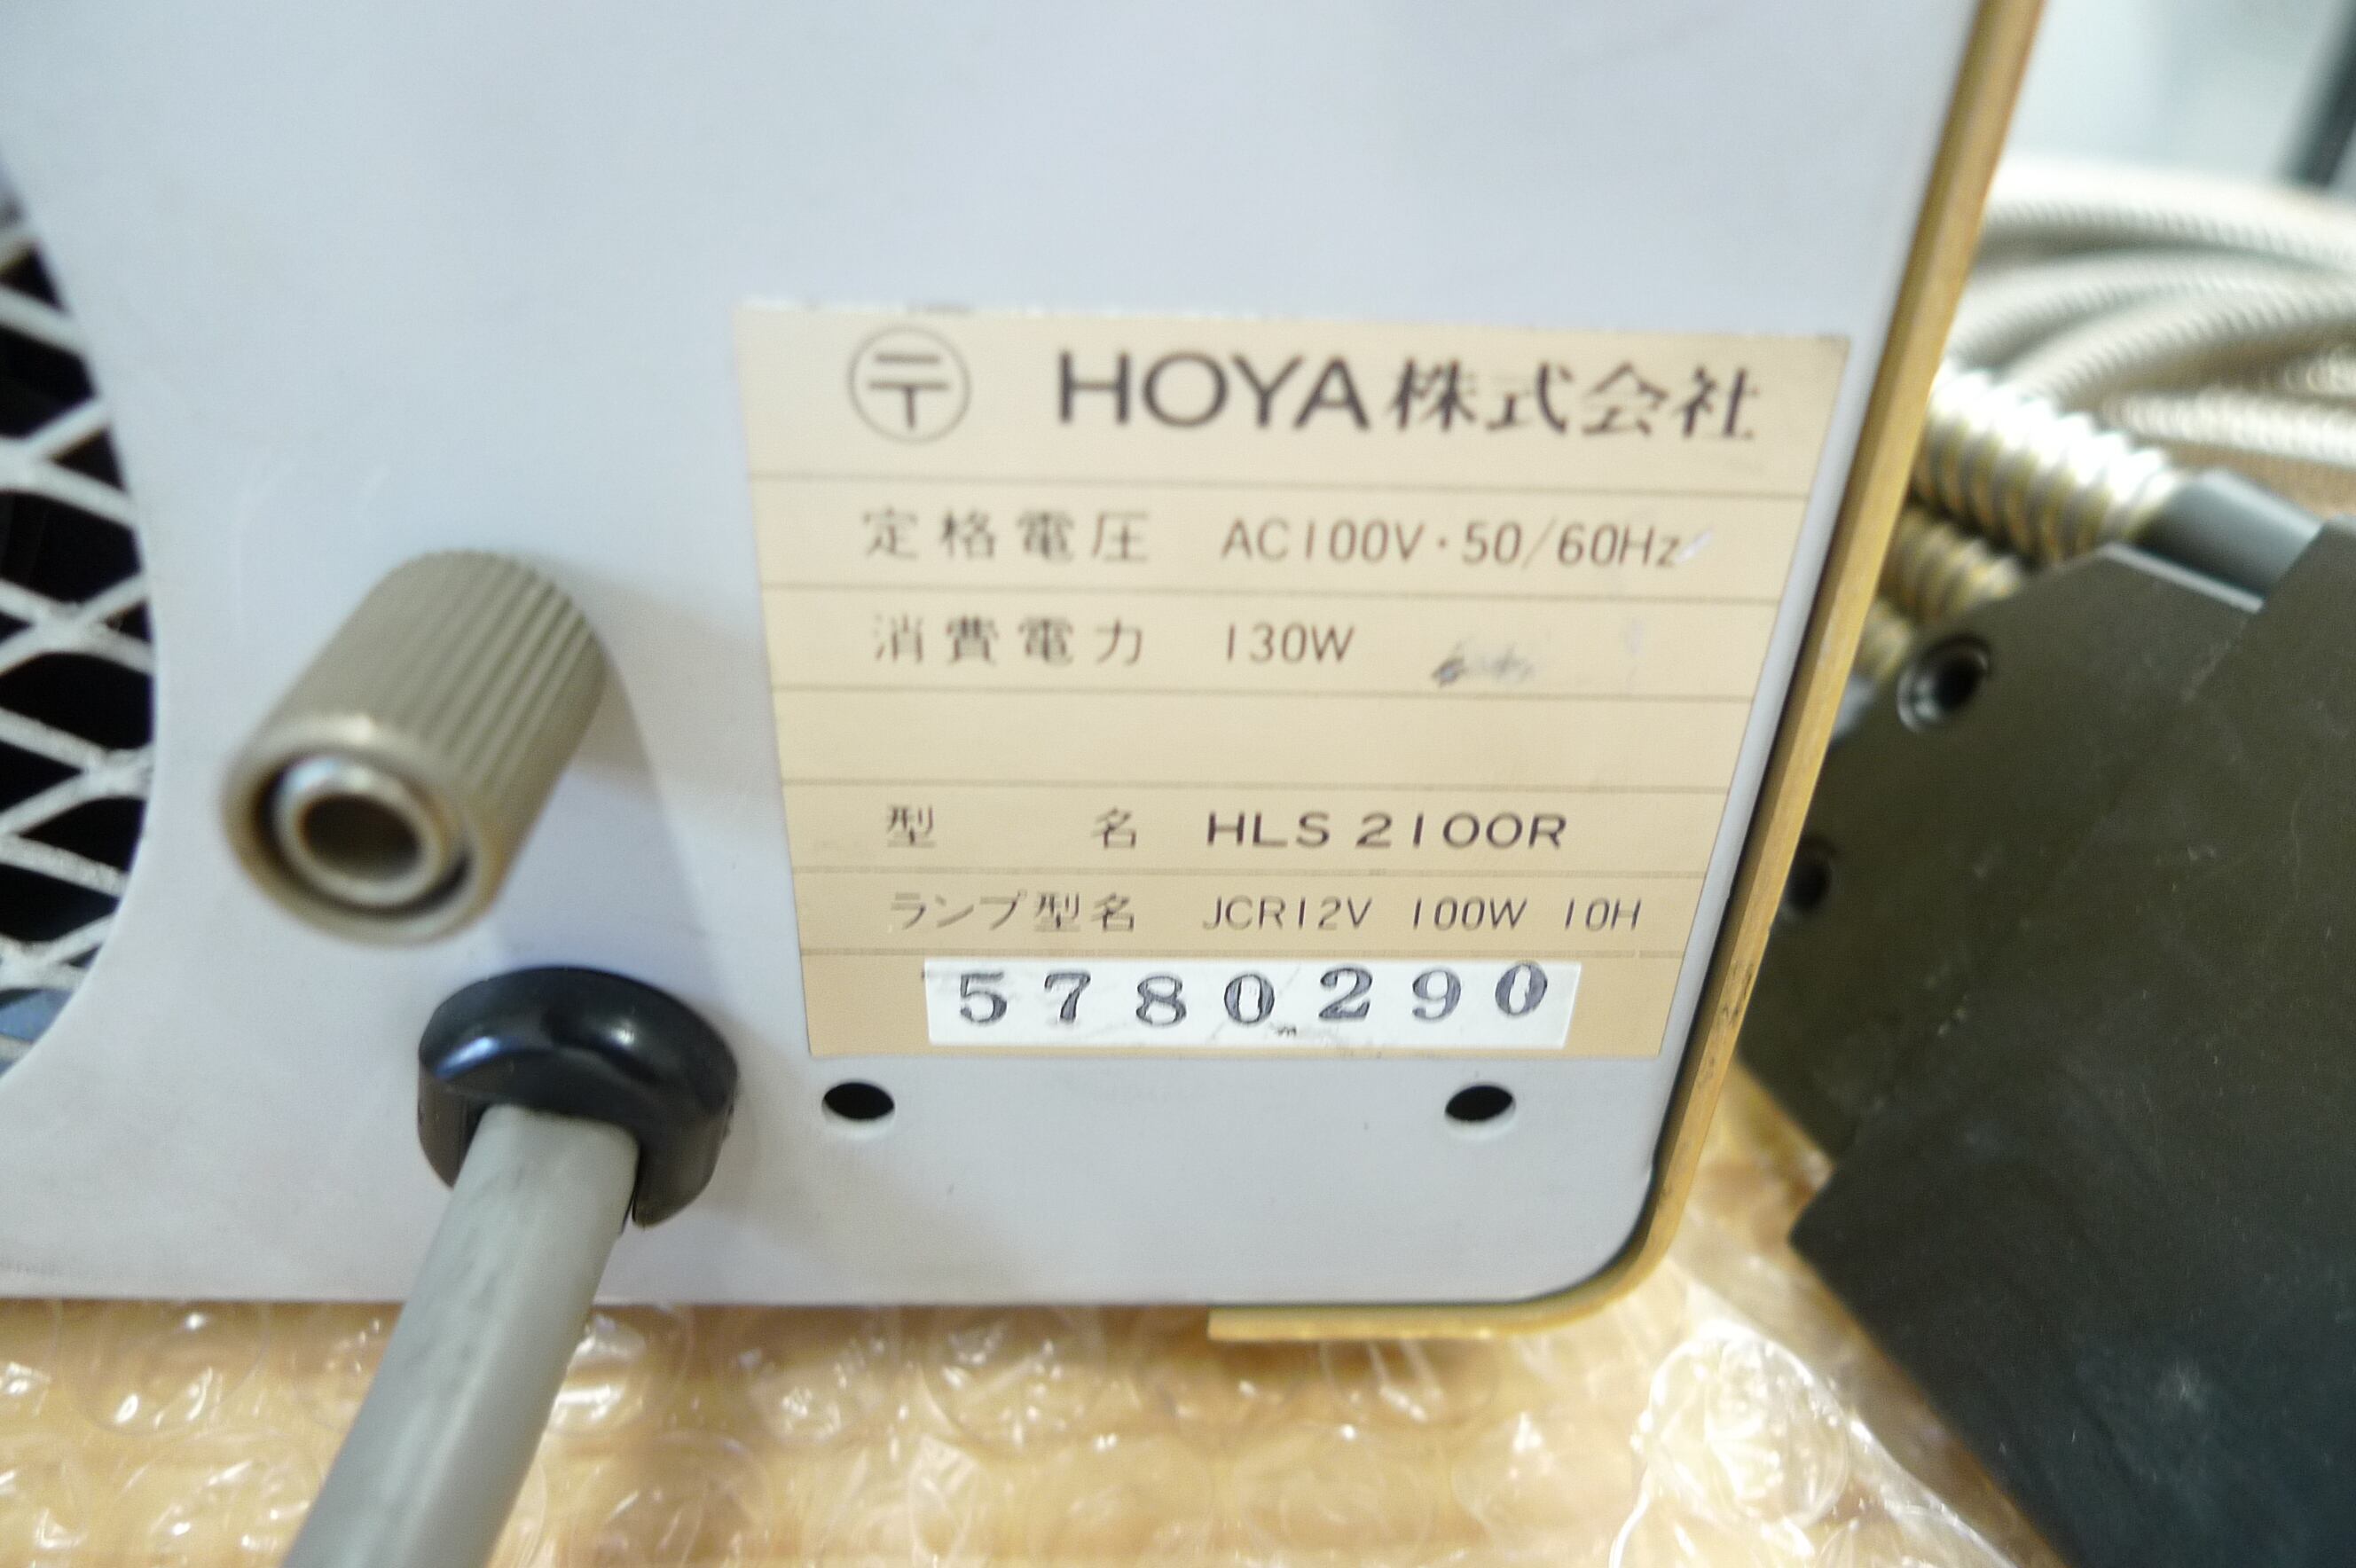 〒 HOYA株式会社
定格電圧 AC100V・50/60Hz
消費電力 130W
型名 HLS 2100R
ランプ型名 JCR12V 100W 10H
5780290